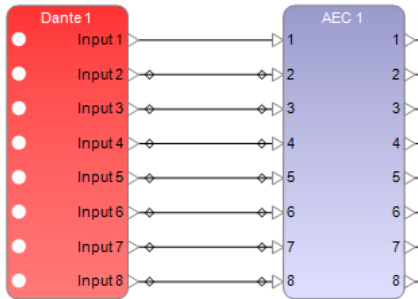 Dante 1
AEC 1
Input 1
1
1
Input 2
2
2
Input 3
3
3
Input 4
4
4
Input 5
5
5
Input 6
6
6
Input 7
7
7
Input 8
8
8